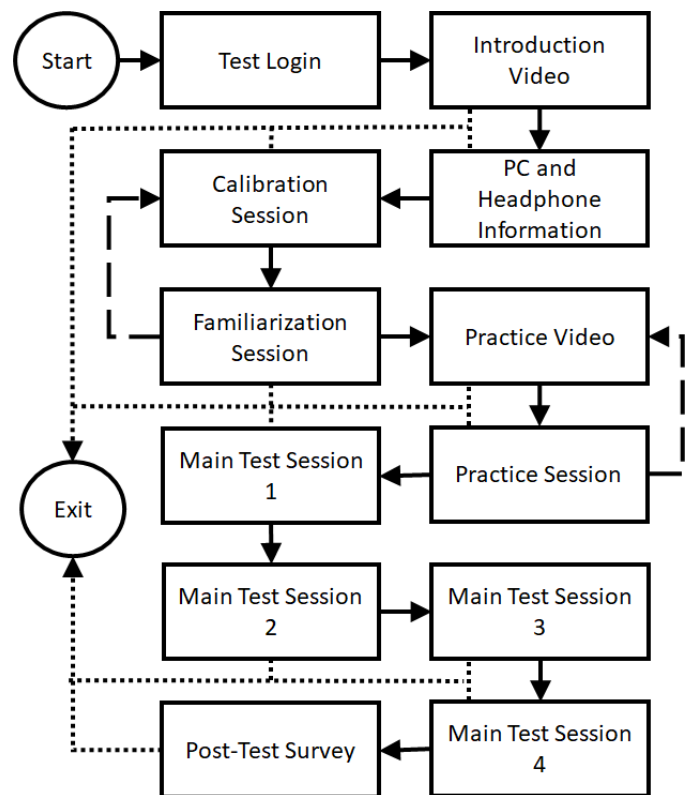 Start
Test Login
Introduction
Video
Calibration
Session
PC and
Headphone
Information
Familiarization
Session
Practice Video
Main Test Session
1
Practice Session
Exit
Main Test Session
2
Main Test Session
3
Post-Test Survey
Main Test Session
4